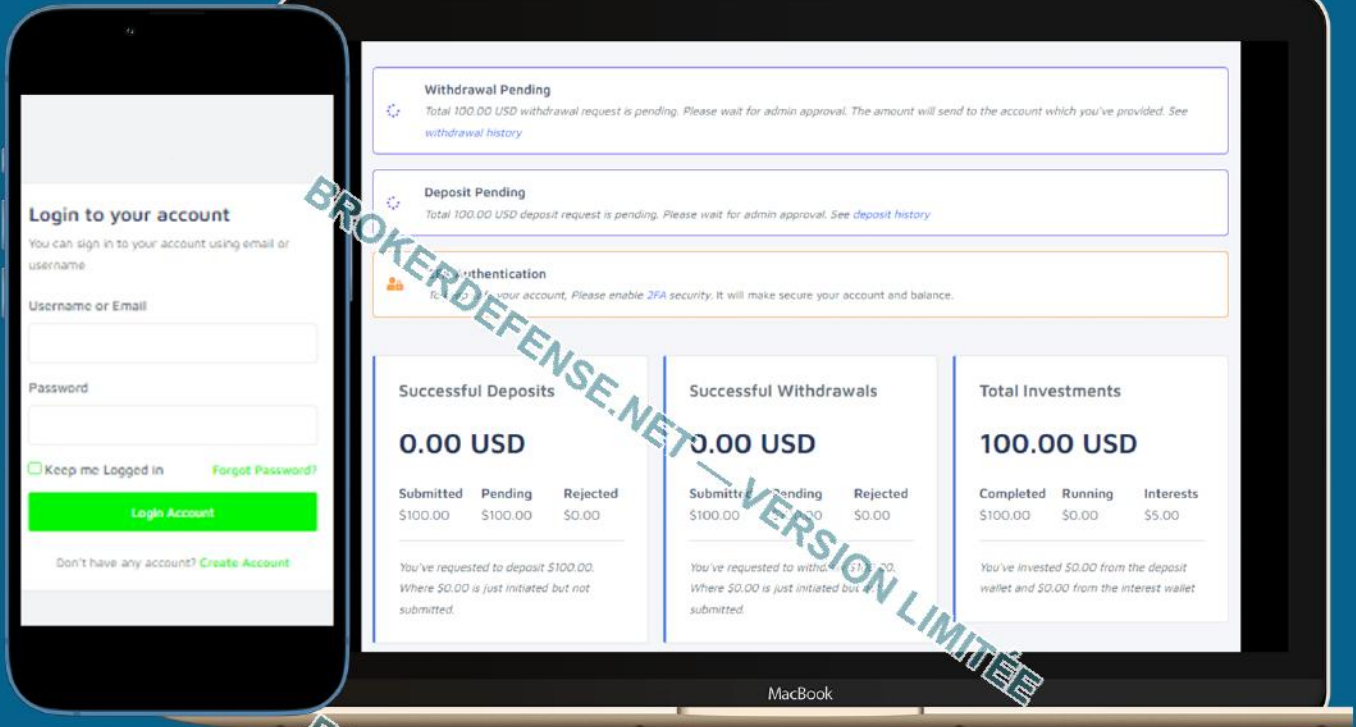 Login to your account
You can sign in to your account using email or
username
Username or Email
Password
Keep me Logged in
Forgot Password?
Login Account
Don't have any account? Create Account
Withdrawal Pending
Total 100.00 USD withdrawal request is pending. Please wait for admin approval. The amount will send to the account which you've provided. See
withdrawal history
Deposit Pending
Total 100.00 USD deposit request is pending. Please wait for admin approval. See deposit history
Authentication
your account, Please enable 2FA security. It will make secure your account and balance.
Successful Deposits
0.00 USD
Submitted Pending Rejected
$100.00 $100.00 $0.00
You've requested to deposit $100.00.
Where $0.00 is just initiated but not
submitted.
Successful Withdrawals
0.00 USD
Submitted Pending Rejected
$100.00 $0.00
You've requested to
Where $0.00 is just initiated
submitted.
Total Investments
100.00 USD
Completed Running Interests
$100.00 $0.00 $5.00
You've invested $0.00 from the deposit
wallet and $0.00 from the interest wallet
MacBook
BROKERDEFENSE.NET — VERSION LIMITÉE